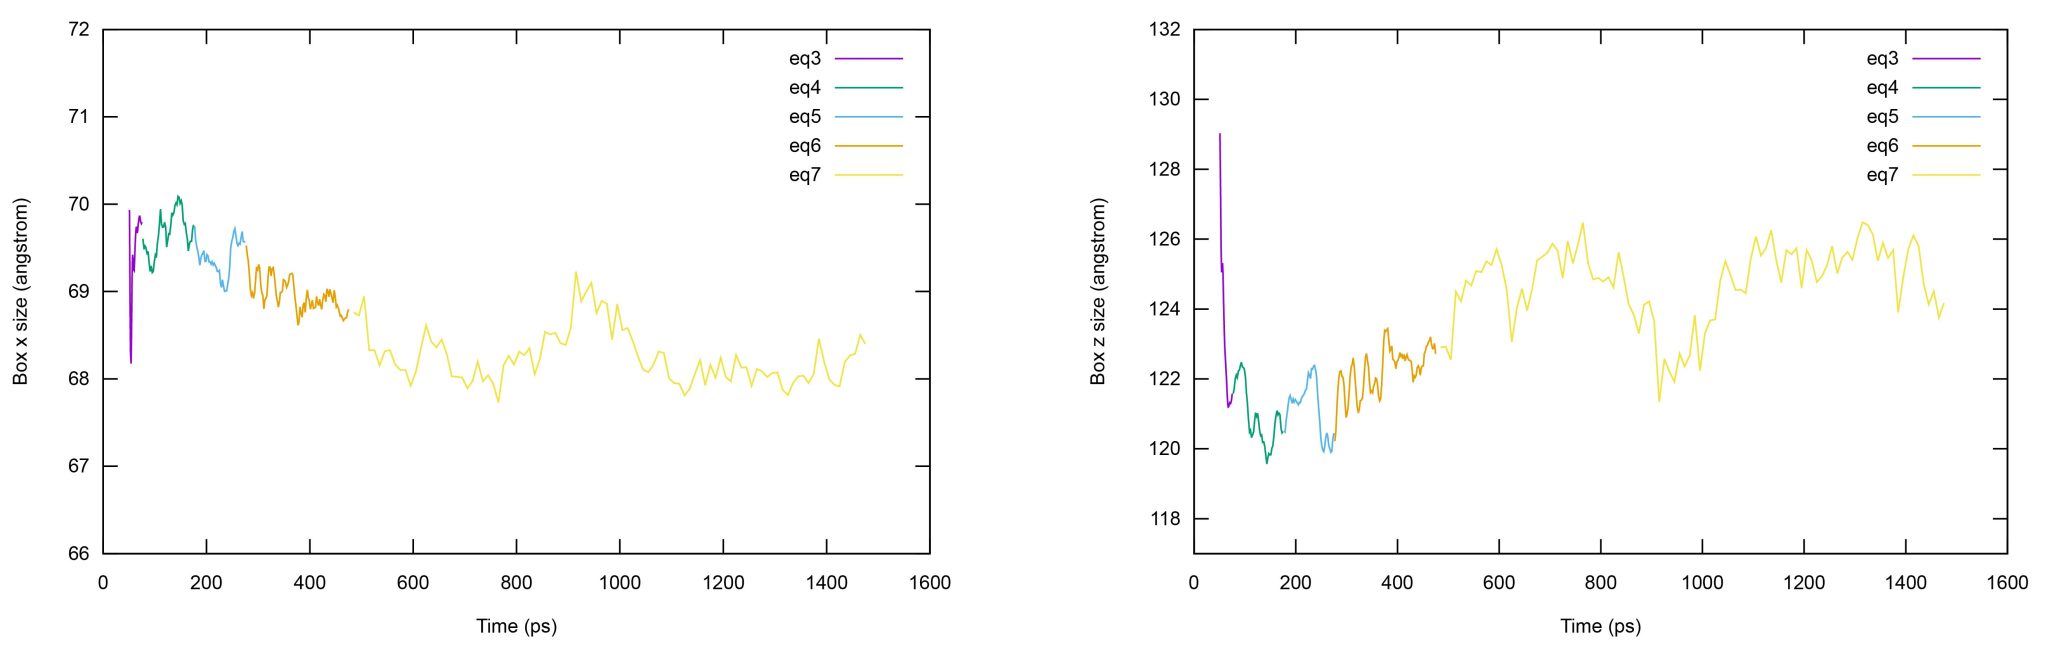 72
71
70
69
68
67
66
Box x size (angstrom)
eq3
eq4
eq5
eq6
eq7
0 200 400 600 800 1000 1200 1400 1600
Time (ps)
132
130
128
126
124
122
120
118
Box z size (angstrom)
eq3
eq4
eq5
eq6
eq7
0 200 400 600 800 1000 1200 1400 1600
Time (ps)